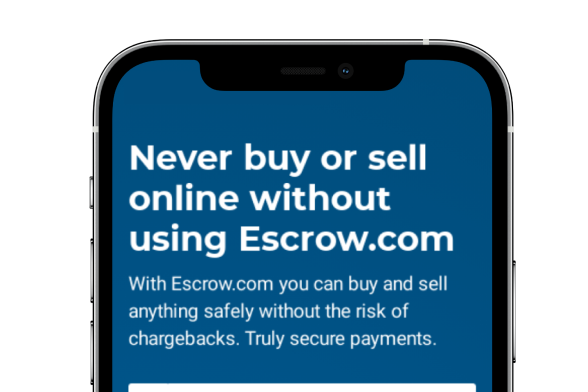 Never buy or sell
online without
using Escrow.com
With Escrow.com you can buy and sell
anything safely without the risk of
chargebacks. Truly secure payments.